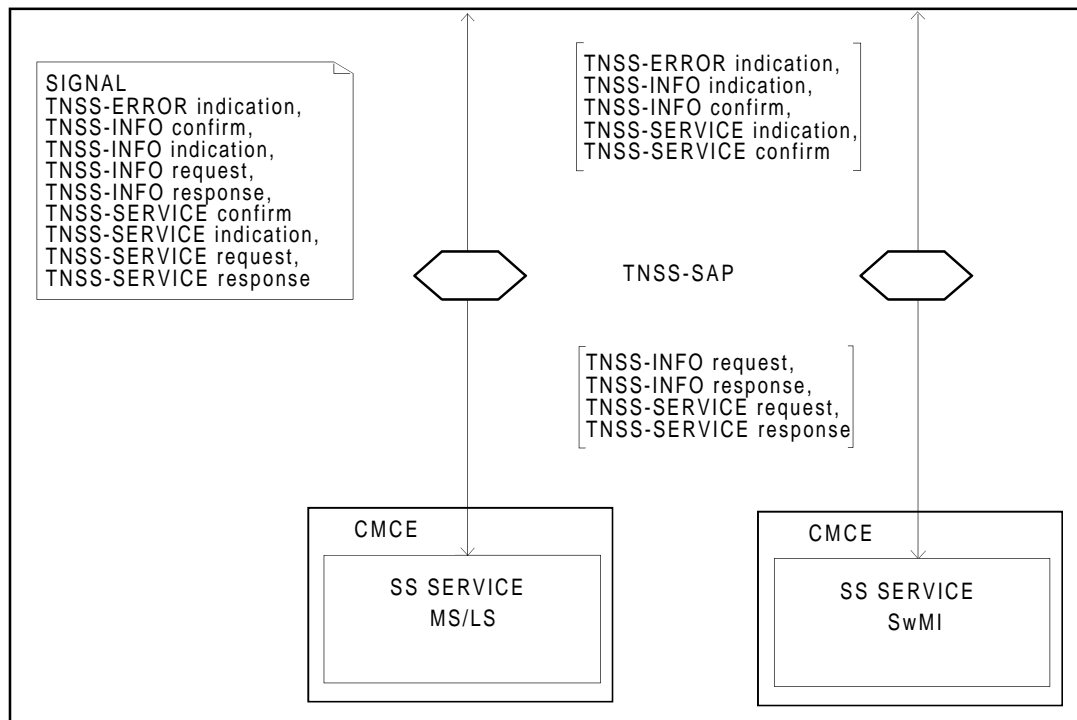 SIGNAL
TNSS-ERROR indication,
TNSS-INFO confirm,
TNSS-INFO indication,
TNSS-INFO request,
TNSS-INFO response,
TNSS-SERVICE confirm
TNSS-SERVICE indication,
TNSS-SERVICE request,
TNSS-SERVICE response
TNSS-ERROR indication,
TNSS-INFO indication,
TNSS-INFO confirm,
TNSS-SERVICE indication,
TNSS-SERVICE confirm
TNSS-SAP
TNSS-INFO request,
TNSS-INFO response,
TNSS-SERVICE request,
TNSS-SERVICE response
CMCE
SS SERVICE
MS/LS
CMCE
SS SERVICE
SwMI